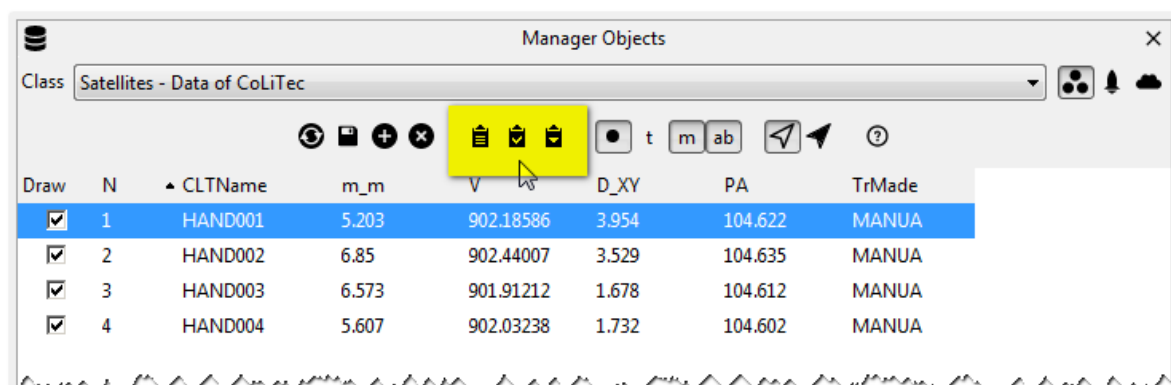 Manager Objects
Class Satellites - Data of CoLiTec
t m ab
Draw N CLTName m_m V D_XY PA TrMade
1 HAND001 5.203 902.18586 3.954 104.622 MANUA
2 HAND002 6.85 902.44007 3.529 104.635 MANUA
3 HAND003 6.573 901.91212 1.678 104.612 MANUA
4 HAND004 5.607 902.03238 1.732 104.602 MANUA